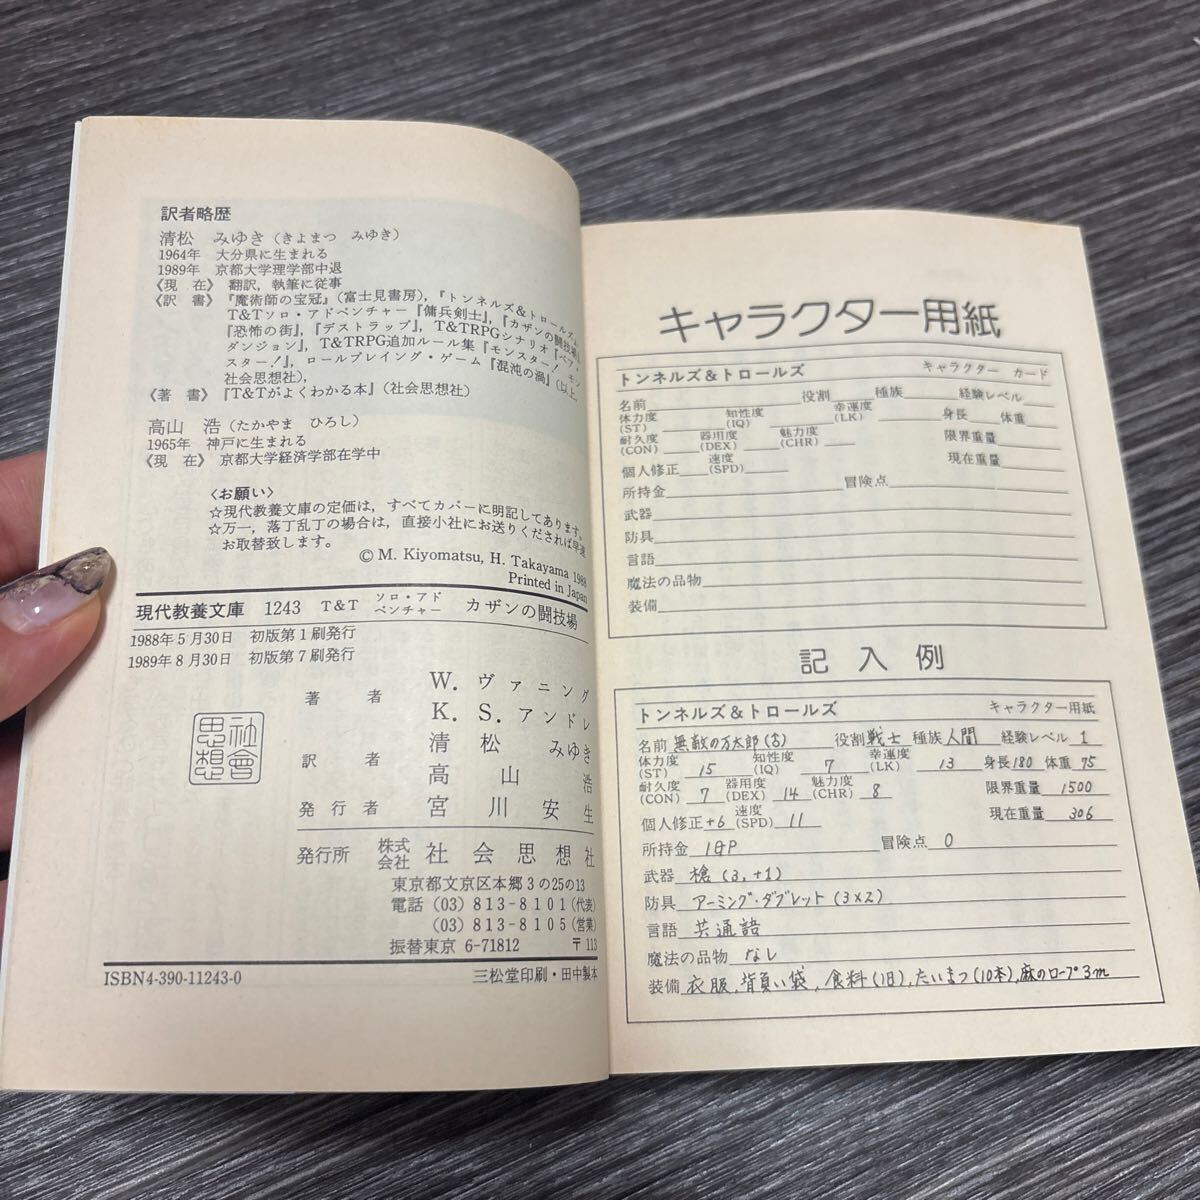 訳者略歴
清松　みゆき（きよまつ　みゆき）
1964年　大分県に生まれる
1989年　京都大学理学部中退
《現　在》　翻訳，執筆に従事
《訳　書》『魔術師の宝冠』（富士見書房），『トンネルズ＆トロールズ』
T&Tソロ・アドベンチャー『傭兵剣士』，『カザンの闘技場』
『恐怖の街』，『デストラップ』，T&TRPGシナリオ『ベア・
ダンジョン』，T&TRPG追加ルール集『モンスター！　モン
スター！』，ロールプレイング・ゲーム『混沌の渦』（以上，
社会思想社），
《著　書》『T&Tがよくわかる本』（社会思想社）
高山　浩（たかやま　ひろし）
1965年　神戸に生まれる
《現　在》　京都大学経済学部在学中
〈お願い〉
☆現代教養文庫の定価は，すべてカバーに明記してあります。
☆万一，落丁乱丁の場合は，直接小社にお送りくだされば早速
お取替致します。
© M. Kiyomatsu, H. Takayama 1988
Printed in Japan
現代教養文庫　1243　T&T　ソロ・アドベンチャー　カザンの闘技場
1988年5月30日　初版第1刷発行
1989年8月30日　初版第7刷発行
著　者　W. ヴァニング
K. S. アンドレ
訳　者　清松　みゆき
高山　浩
発行者　宮川安生
社会思想
発行所　株式会社　社会思想社
東京都文京区本郷3の25の13
電話（03）813-8101（代表）
（03）813-8105（営業）
振替東京 6-71812　〒113
ISBN4-390-11243-0　三松堂印刷・田中製本
キャラクター用紙
トンネルズ＆トロールズ　キャラクター　カード
名前　役割　種族　経験レベル
体力度(ST)　知性度(IQ)　幸運度(LK)　身長　体重
耐久度(CON)　器用度(DEX)　魅力度(CHR)　限界重量
個人修正　速度(SPD)　現在重量
所持金　冒険点
武器
防具
言語
魔法の品物
装備
記入例
トンネルズ＆トロールズ　キャラクター用紙
名前 無敵の万太郎(吉)　役割 戦士　種族 人間　経験レベル 1
体力度(ST) 15　知性度(IQ) 7　幸運度(LK) 13　身長 180　体重 75
耐久度(CON) 7　器用度(DEX) 14　魅力度(CHR) 8　限界重量 1500
個人修正 +6　速度(SPD) 11　現在重量 306
所持金 1GP　冒険点 0
武器 槍(3,+1)
防具 アーミング・ダブレット(3×2)
言語 共通語
魔法の品物 なし
装備 衣服，背負い袋，食料(1日)，たいまつ(10本)，麻のロープ3m